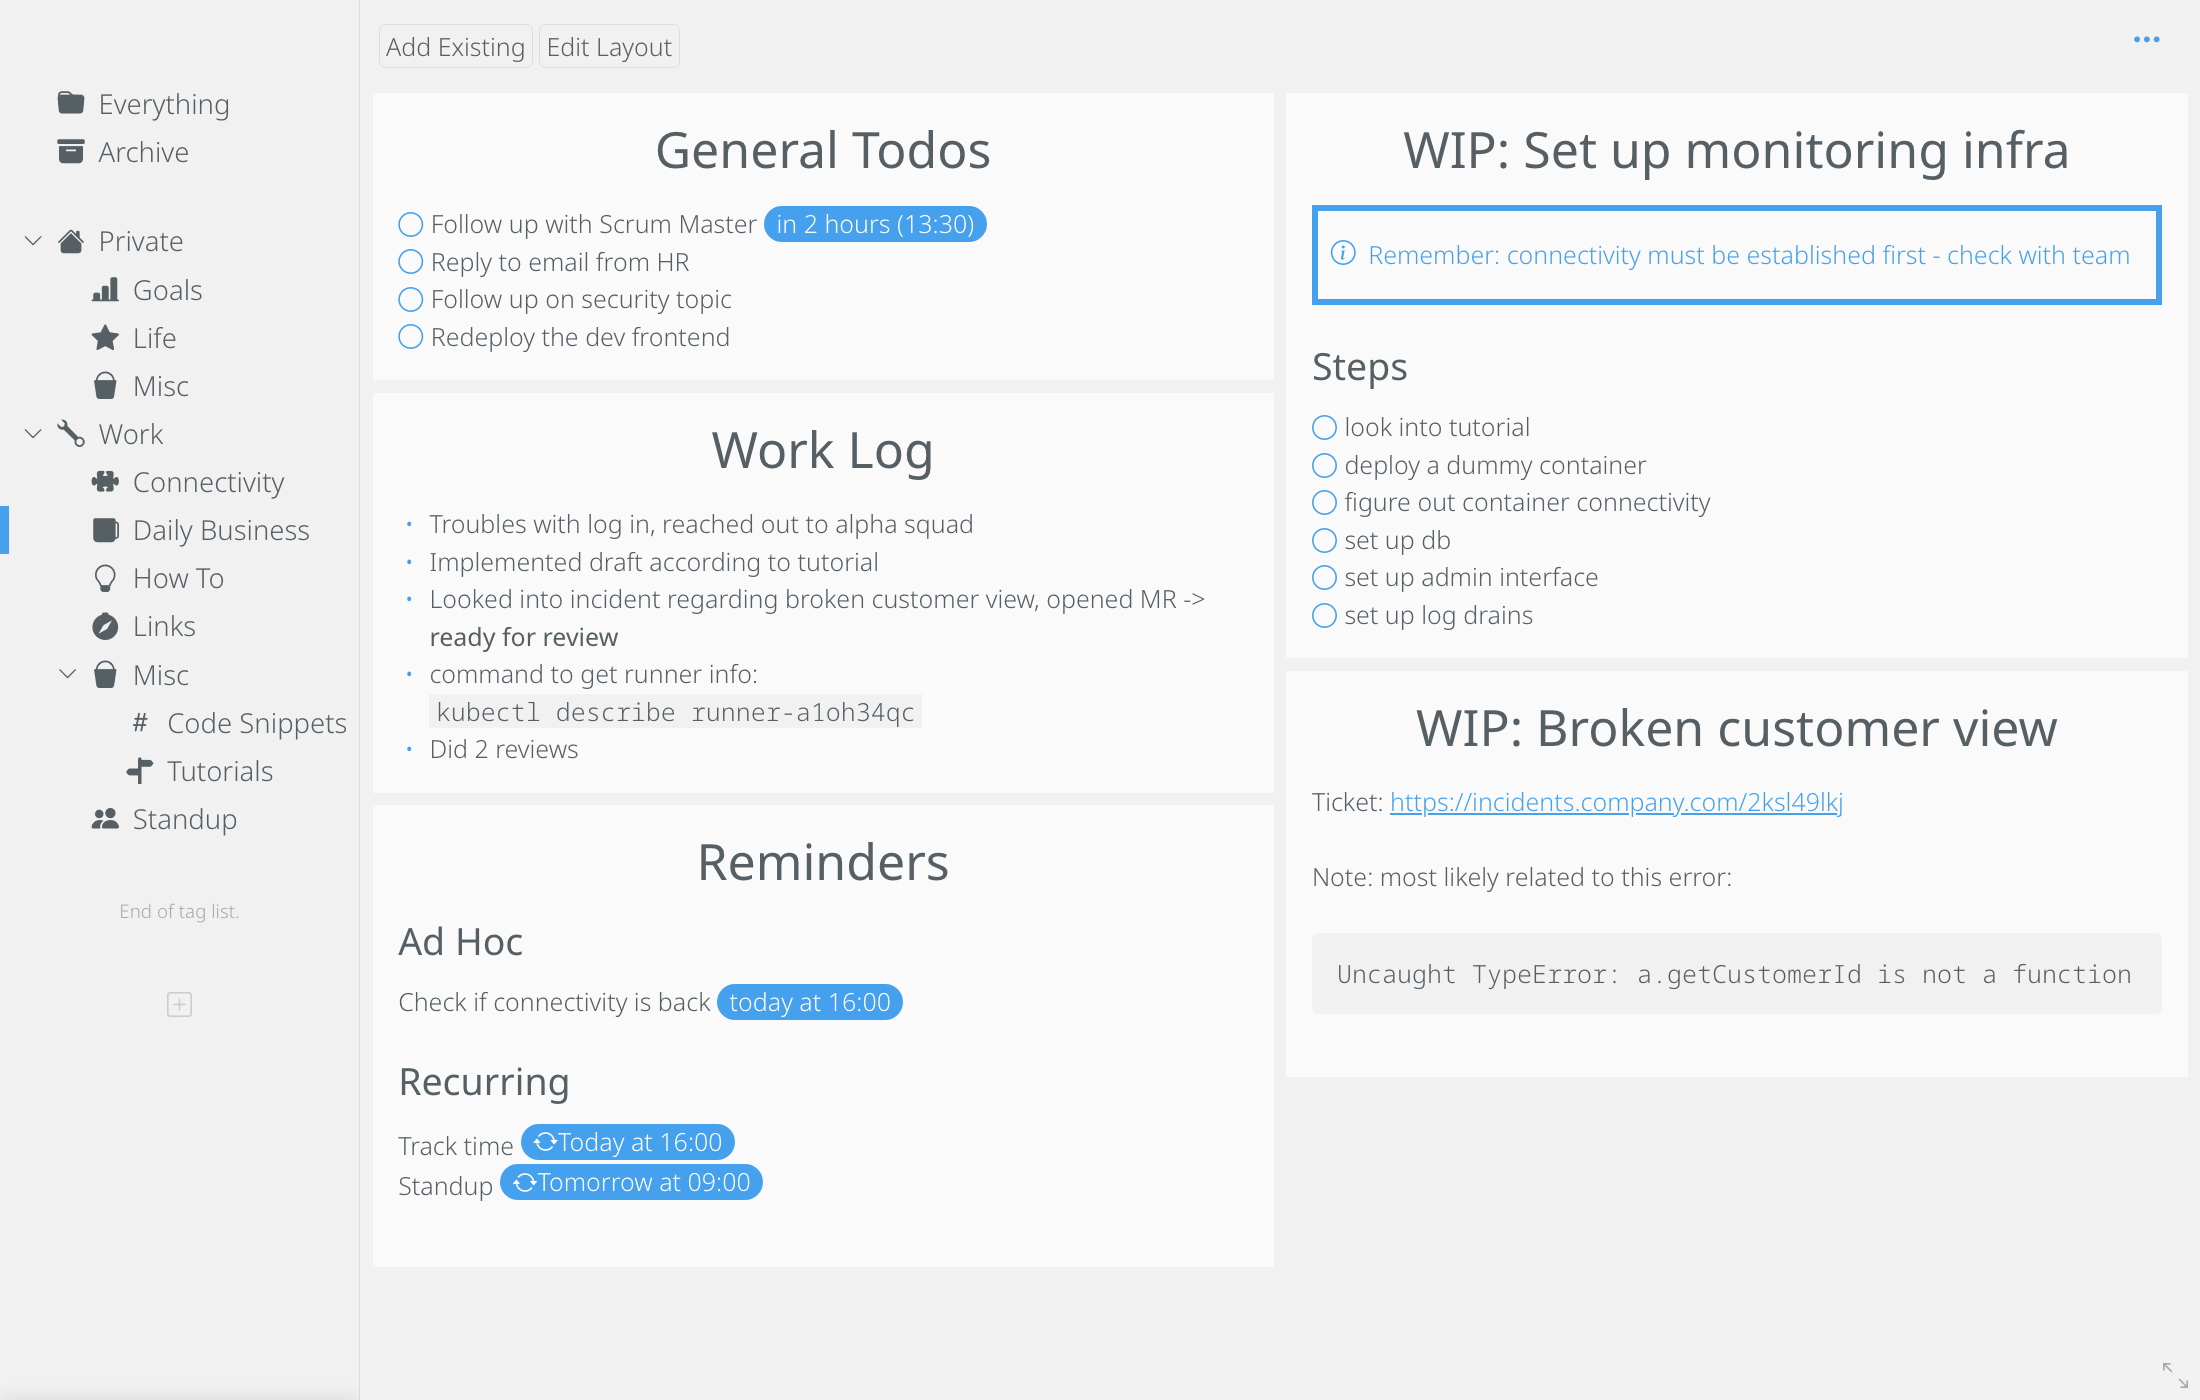 Everything
Archive
Private
Goals
Life
Misc
Work
Connectivity
Daily Business
How To
Links
Misc
# Code Snippets
Tutorials
Standup
End of tag list.
Add Existing Edit Layout
General Todos
Follow up with Scrum Master in 2 hours (13:30)
Reply to email from HR
Follow up on security topic
Redeploy the dev frontend
Work Log
• Troubles with log in, reached out to alpha squad
• Implemented draft according to tutorial
• Looked into incident regarding broken customer view, opened MR ->
ready for review
• command to get runner info:
kubectl describe runner-a1oh34qc
• Did 2 reviews
Reminders
Ad Hoc
Check if connectivity is back today at 16:00
Recurring
Track time Today at 16:00
Standup Tomorrow at 09:00
WIP: Set up monitoring infra
Remember: connectivity must be established first - check with team
Steps
look into tutorial
deploy a dummy container
figure out container connectivity
set up db
set up admin interface
set up log drains
WIP: Broken customer view
Ticket: https://incidents.company.com/2ksl49lkj
Note: most likely related to this error:
Uncaught TypeError: a.getCustomerId is not a function